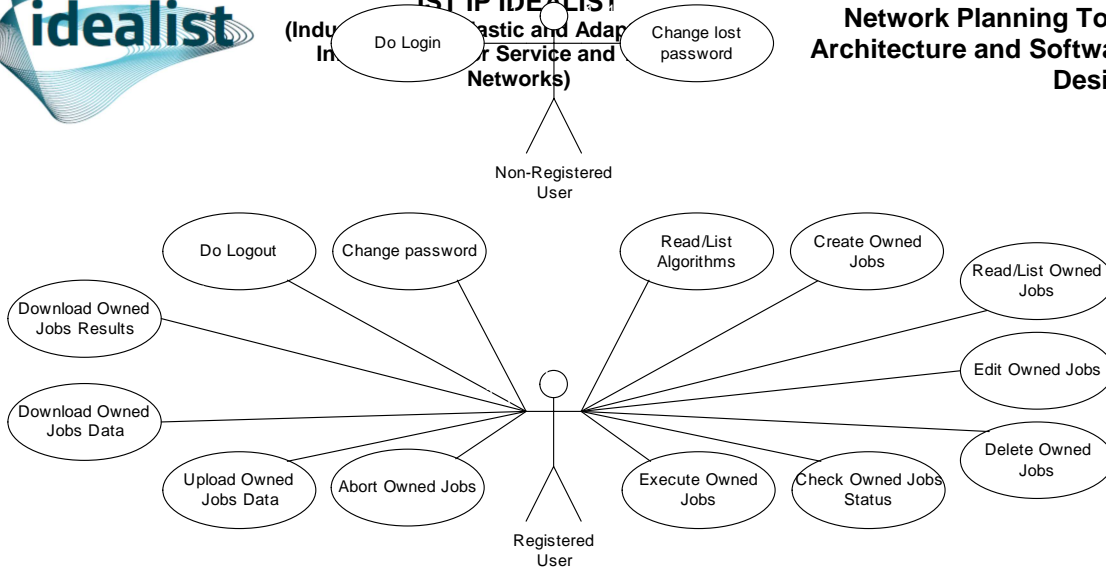 idealist
IST IP IDEALIST
(Indu astic and Adap
In r Service and
Networks)
Network Planning To
Architecture and Softwa
Desi
Do Login
Change lost
password
Non-Registered
User
Do Logout
Change password
Read/List
Algorithms
Create Owned
Jobs
Read/List Owned
Jobs
Download Owned
Jobs Results
Edit Owned Jobs
Download Owned
Jobs Data
Delete Owned
Jobs
Upload Owned
Jobs Data
Abort Owned Jobs
Execute Owned
Jobs
Check Owned Jobs
Status
Registered
User